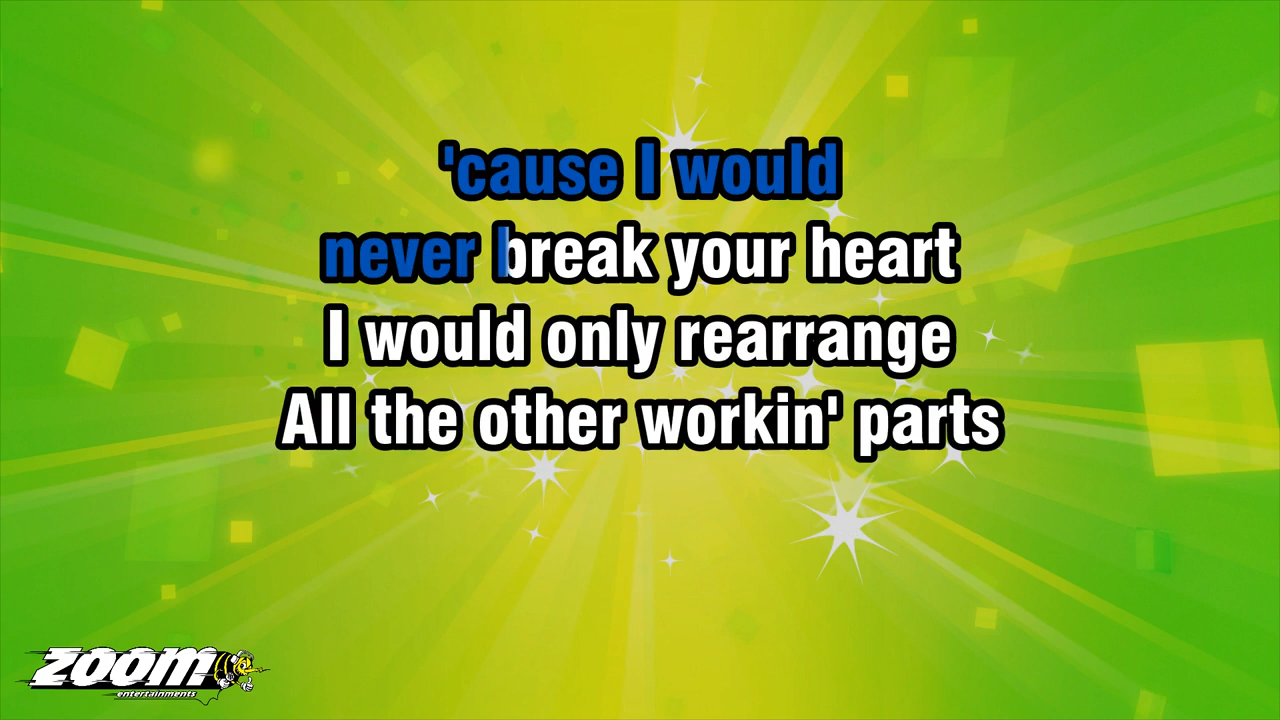 'cause I would
never break your heart
I would only rearrange
All the other workin' parts
zoom
entertainments